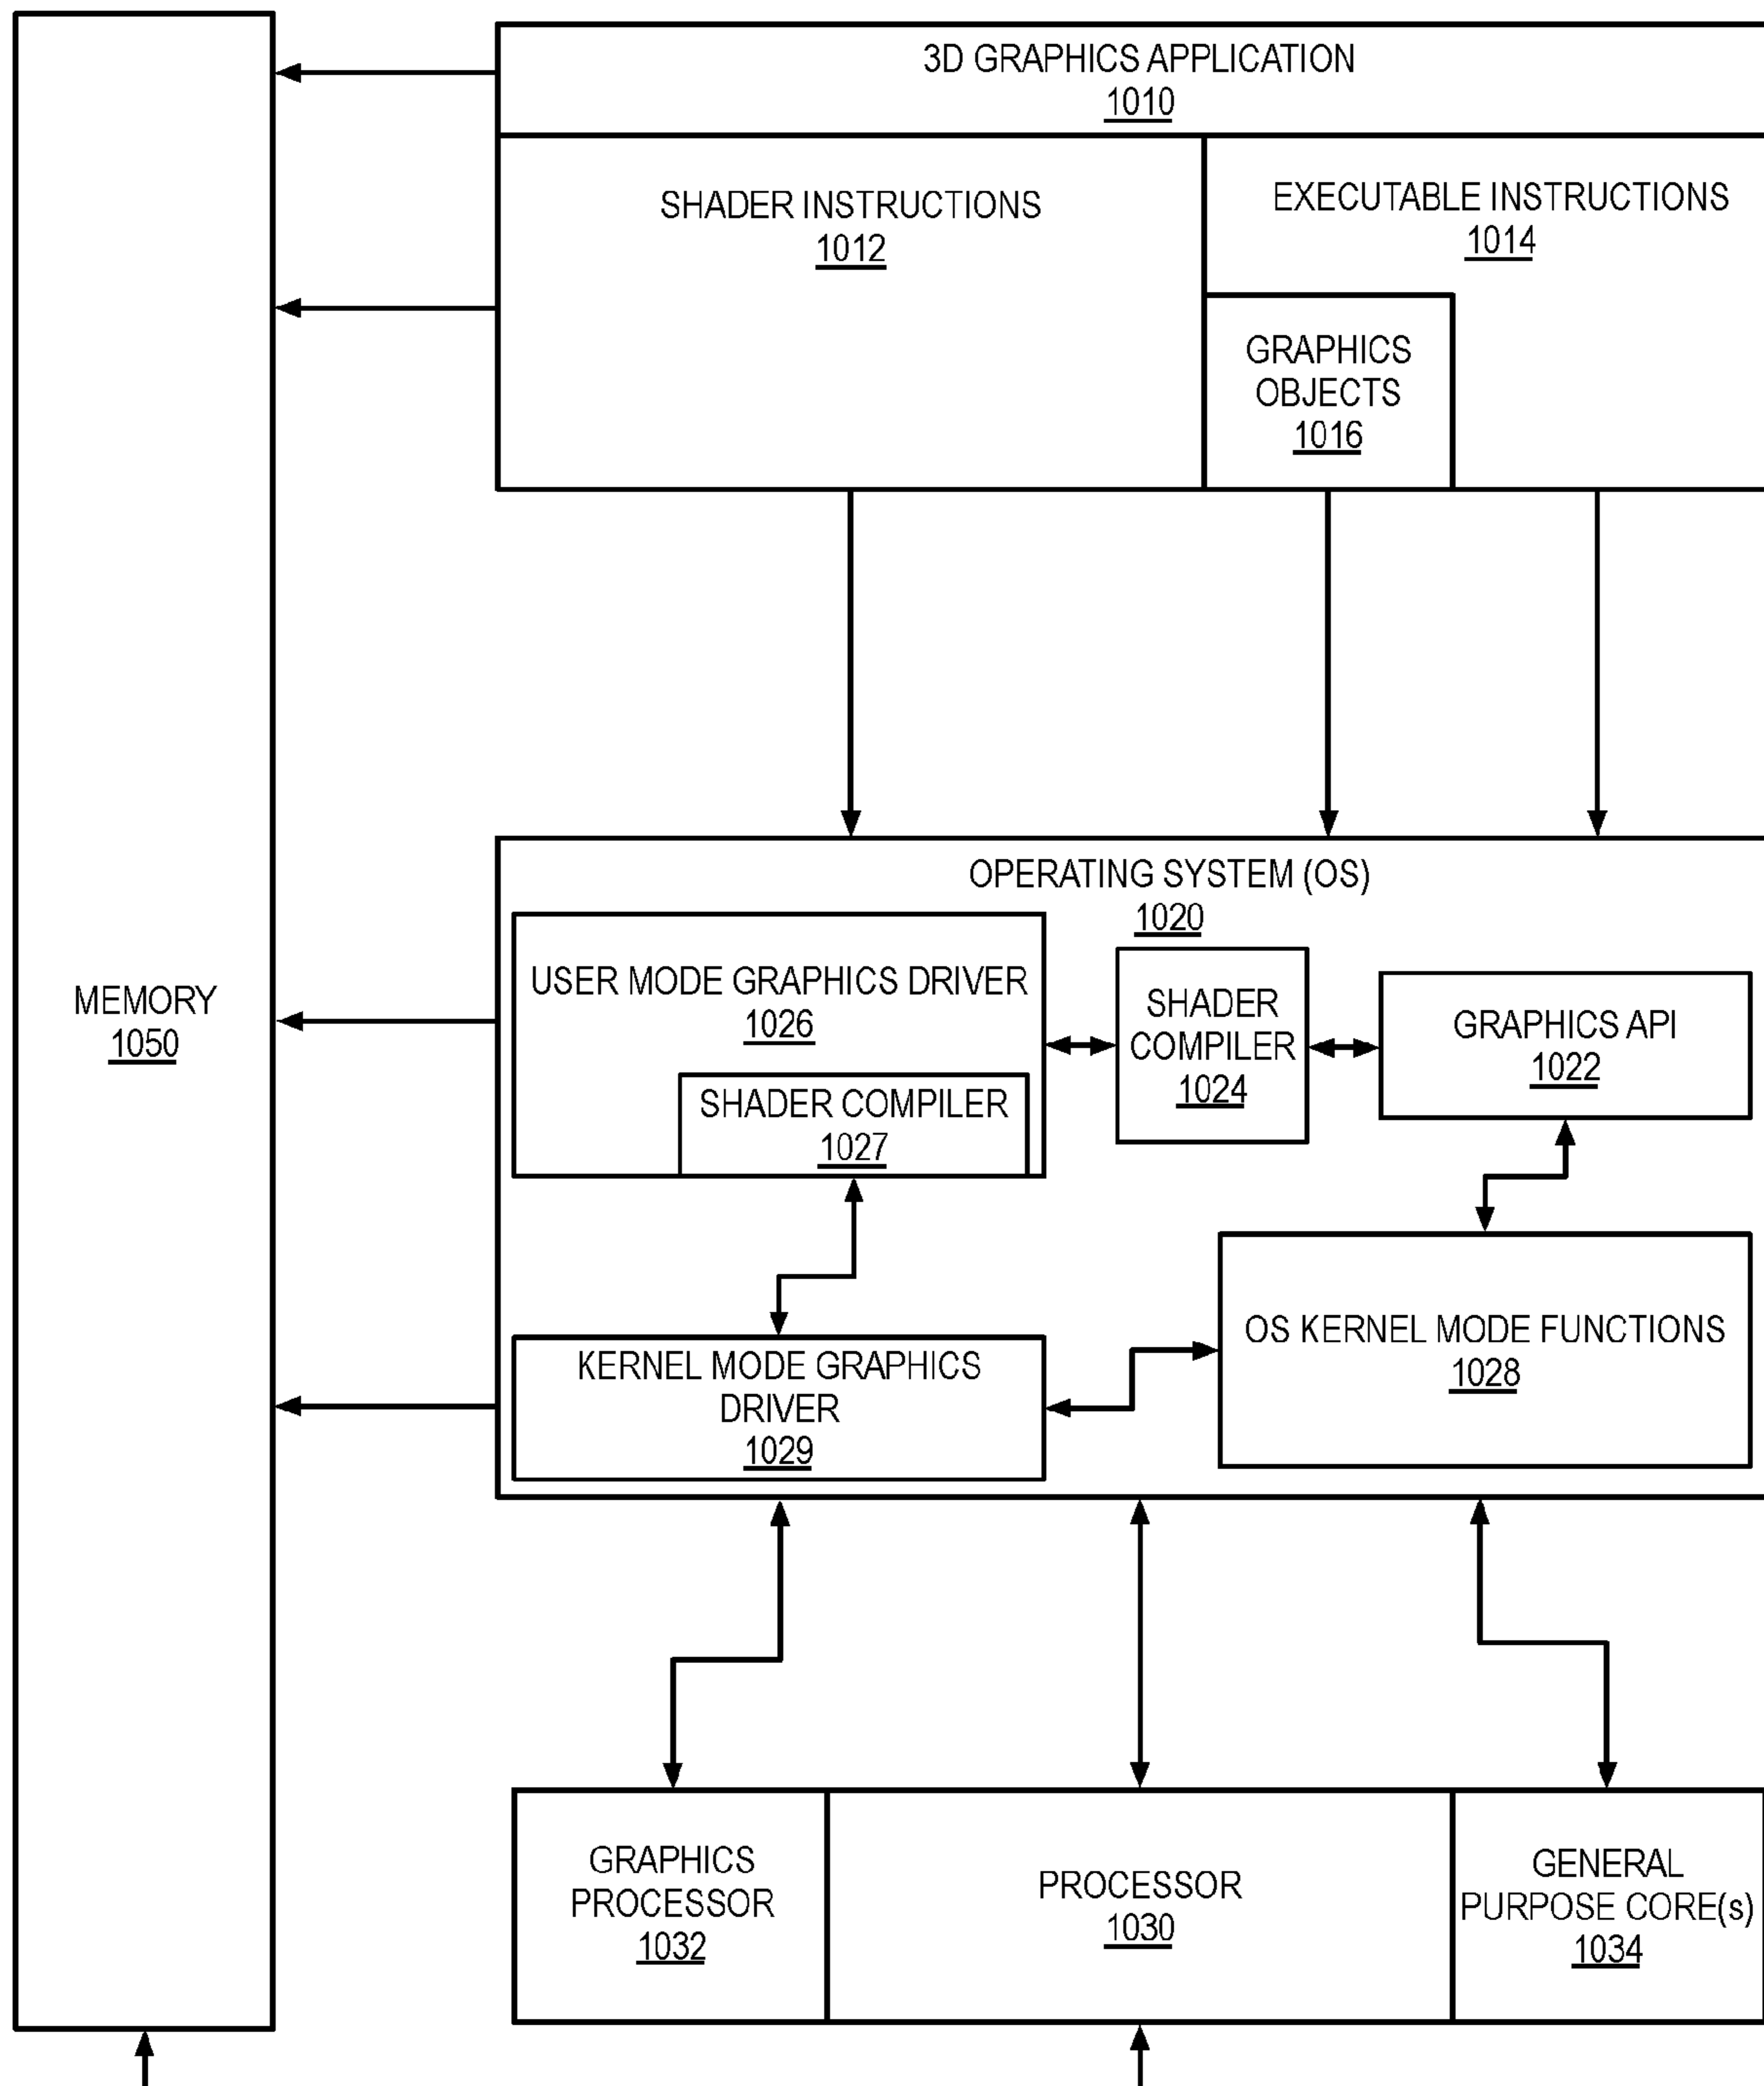 3D GRAPHICS APPLICATION
1010
SHADER INSTRUCTIONS
1012
EXECUTABLE INSTRUCTIONS
1014
GRAPHICS
OBJECTS
1016
OPERATING SYSTEM (OS)
1020
USER MODE GRAPHICS DRIVER
1026
SHADER COMPILER
1027
SHADER
COMPILER
1024
GRAPHICS API
1022
MEMORY
1050
KERNEL MODE GRAPHICS
DRIVER
1029
OS KERNEL MODE FUNCTIONS
1028
GRAPHICS
PROCESSOR
1032
PROCESSOR
1030
GENERAL
PURPOSE CORE(s)
1034